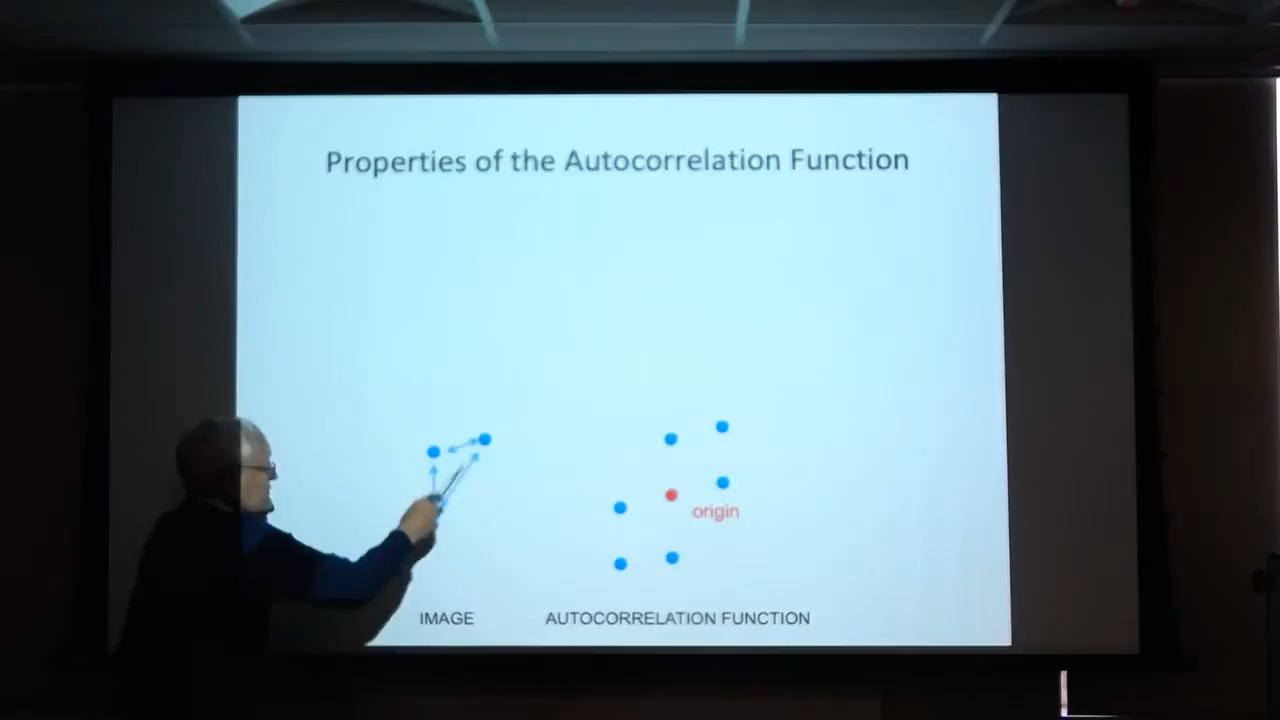 Properties of the Autocorrelation Function
origin
IMAGE
AUTOCORRELATION FUNCTION